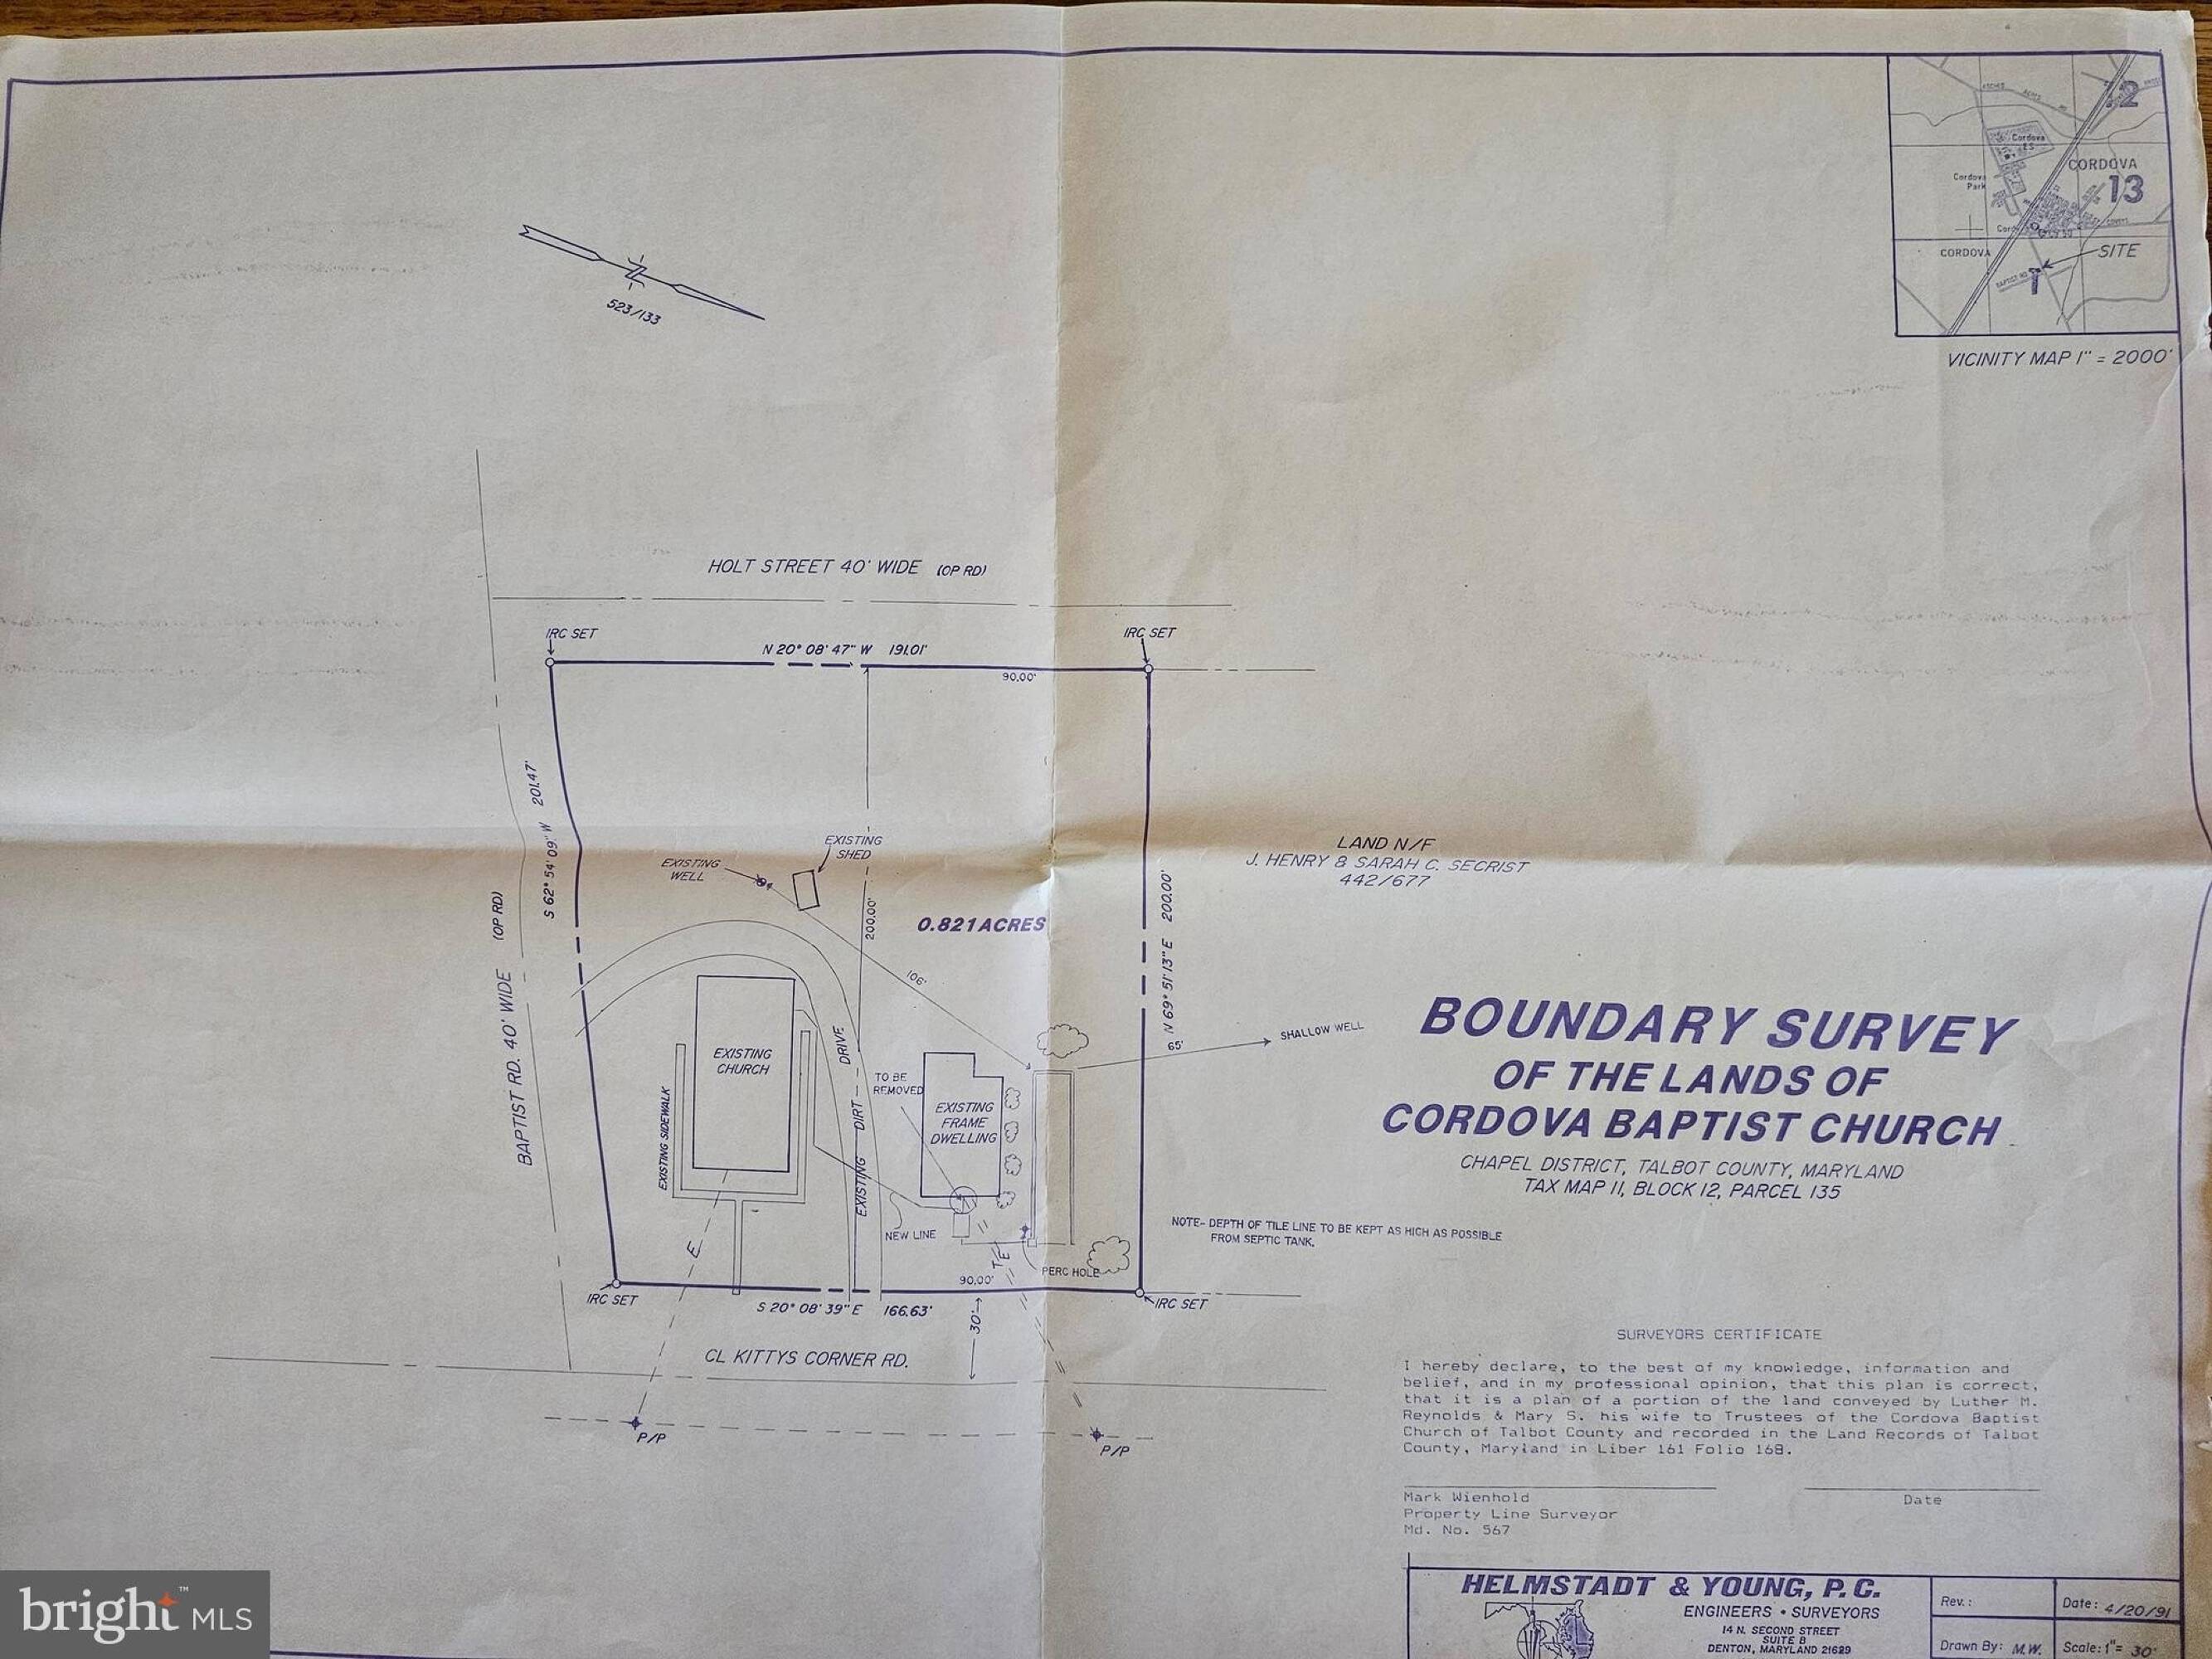 CORDOVA
13
12
Cordova
Park
Cordova
CORDOVA
SITE
VICINITY MAP 1" = 2000'
523/133
HOLT STREET 40' WIDE (OP RD)
IRC SET
IRC SET
N 20° 08' 47" W 191.01'
90.00'
S 62° 54' 09" W 201.47'
BAPTIST RD. 40' WIDE (OP RD)
EXISTING
SHED
EXISTING
WELL
200.00'
0.821 ACRES
106'
N 69° 51' 13" E 200.00'
LAND N/F
J. HENRY & SARAH C. SECRIST
442/677
65'
SHALLOW WELL
EXISTING
CHURCH
EXISTING SIDEWALK
EXISTING DIRT DRIVE
TO BE
REMOVED
EXISTING
FRAME
DWELLING
NEW LINE
T/E
E
PERC HOLE
90.00'
IRC SET
S 20° 08' 39" E 166.63'
IRC SET
30'
CL KITTYS CORNER RD.
P/P
P/P
BOUNDARY SURVEY
OF THE LANDS OF
CORDOVA BAPTIST CHURCH
CHAPEL DISTRICT, TALBOT COUNTY, MARYLAND
TAX MAP 11, BLOCK 12, PARCEL 135
NOTE- DEPTH OF TILE LINE TO BE KEPT AS HIGH AS POSSIBLE
FROM SEPTIC TANK.
SURVEYORS CERTIFICATE
I hereby declare, to the best of my knowledge, information and
belief, and in my professional opinion, that this plan is correct,
that it is a plan of a portion of the land conveyed by Luther M.
Reynolds & Mary S. his wife to Trustees of the Cordova Baptist
Church of Talbot County and recorded in the Land Records of Talbot
County, Maryland in Liber 161 Folio 168.
Mark Wienhold
Property Line Surveyor
Md. No. 567
Date
HELMSTADT & YOUNG, P.C.
ENGINEERS • SURVEYORS
14 N. SECOND STREET
SUITE B
DENTON, MARYLAND 21629
Rev.:
Date: 4/20/91
Drawn By: M.W.
Scale: 1"= 30'
bright™ MLS